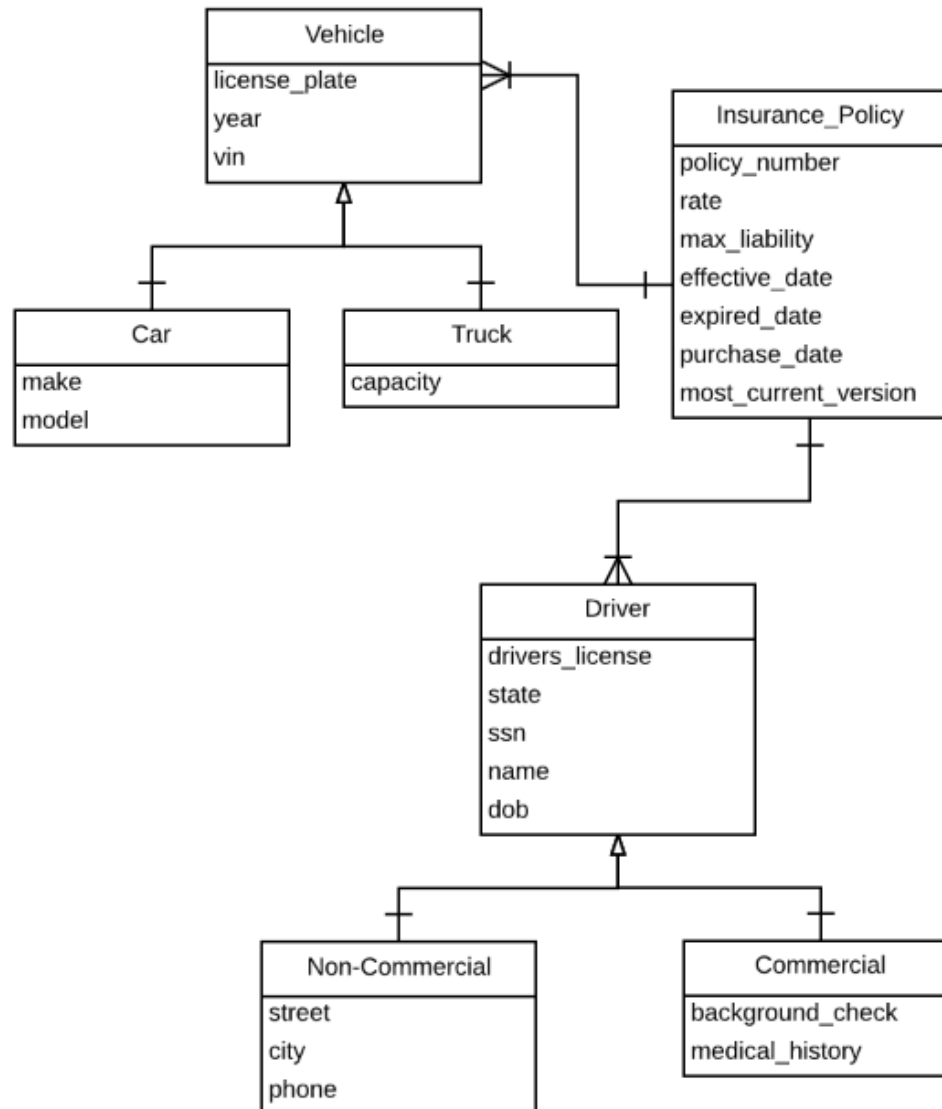 Vehicle
license_plate
year
vin
Insurance_Policy
policy_number
rate
max_liability
effective_date
expired_date
purchase_date
most_current_version
Car
make
model
Truck
capacity
Driver
drivers_license
state
ssn
name
dob
Non-Commercial
street
city
phone
Commercial
background_check
medical_history